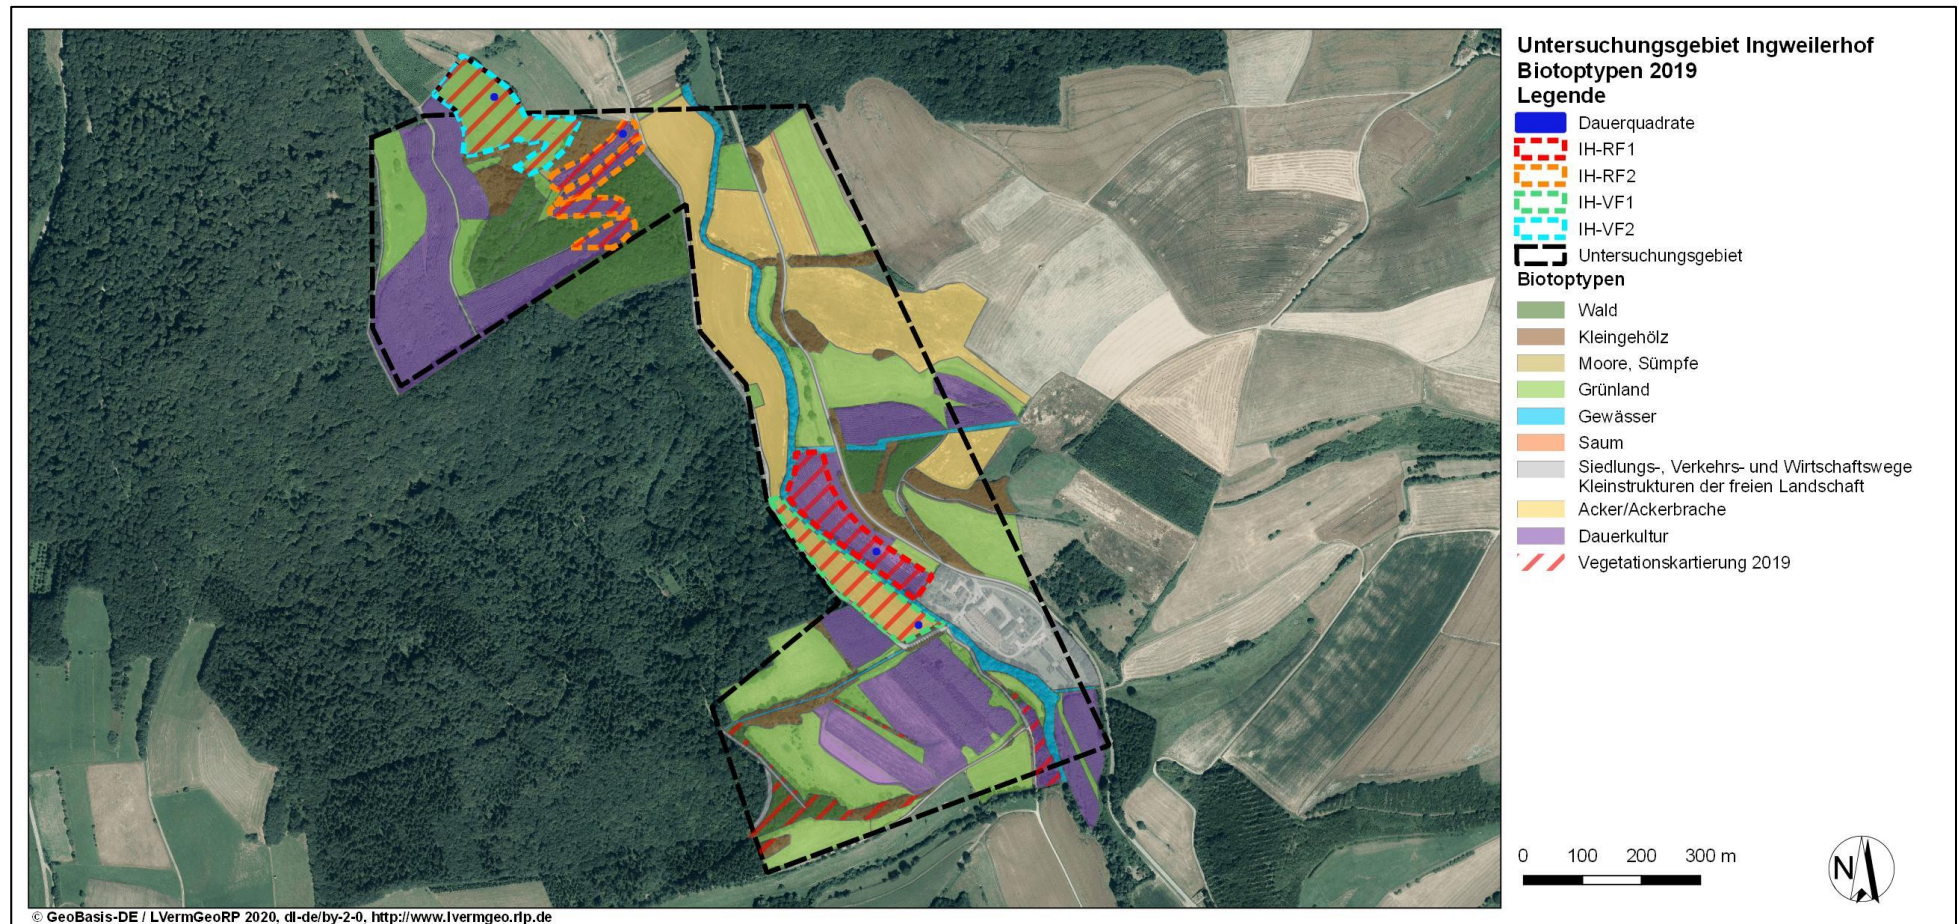 Untersuchungsgebiet Ingweilerhof
Biotoptypen 2019
Legende
Dauerquadrate
IH-RF1
IH-RF2
IH-VF1
IH-VF2
Untersuchungsgebiet
Biotoptypen
Wald
Kleingehölz
Moore, Sümpfe
Grünland
Gewässer
Saum
Siedlungs-, Verkehrs- und Wirtschaftswege
Kleinstrukturen der freien Landschaft
Acker/Ackerbrache
Dauerkultur
Vegetationskartierung 2019
0 100 200 300 m
N
© GeoBasis-DE / LVermGeoRP 2020, dl-de/by-2-0, http://www.lvermgeo.rlp.de